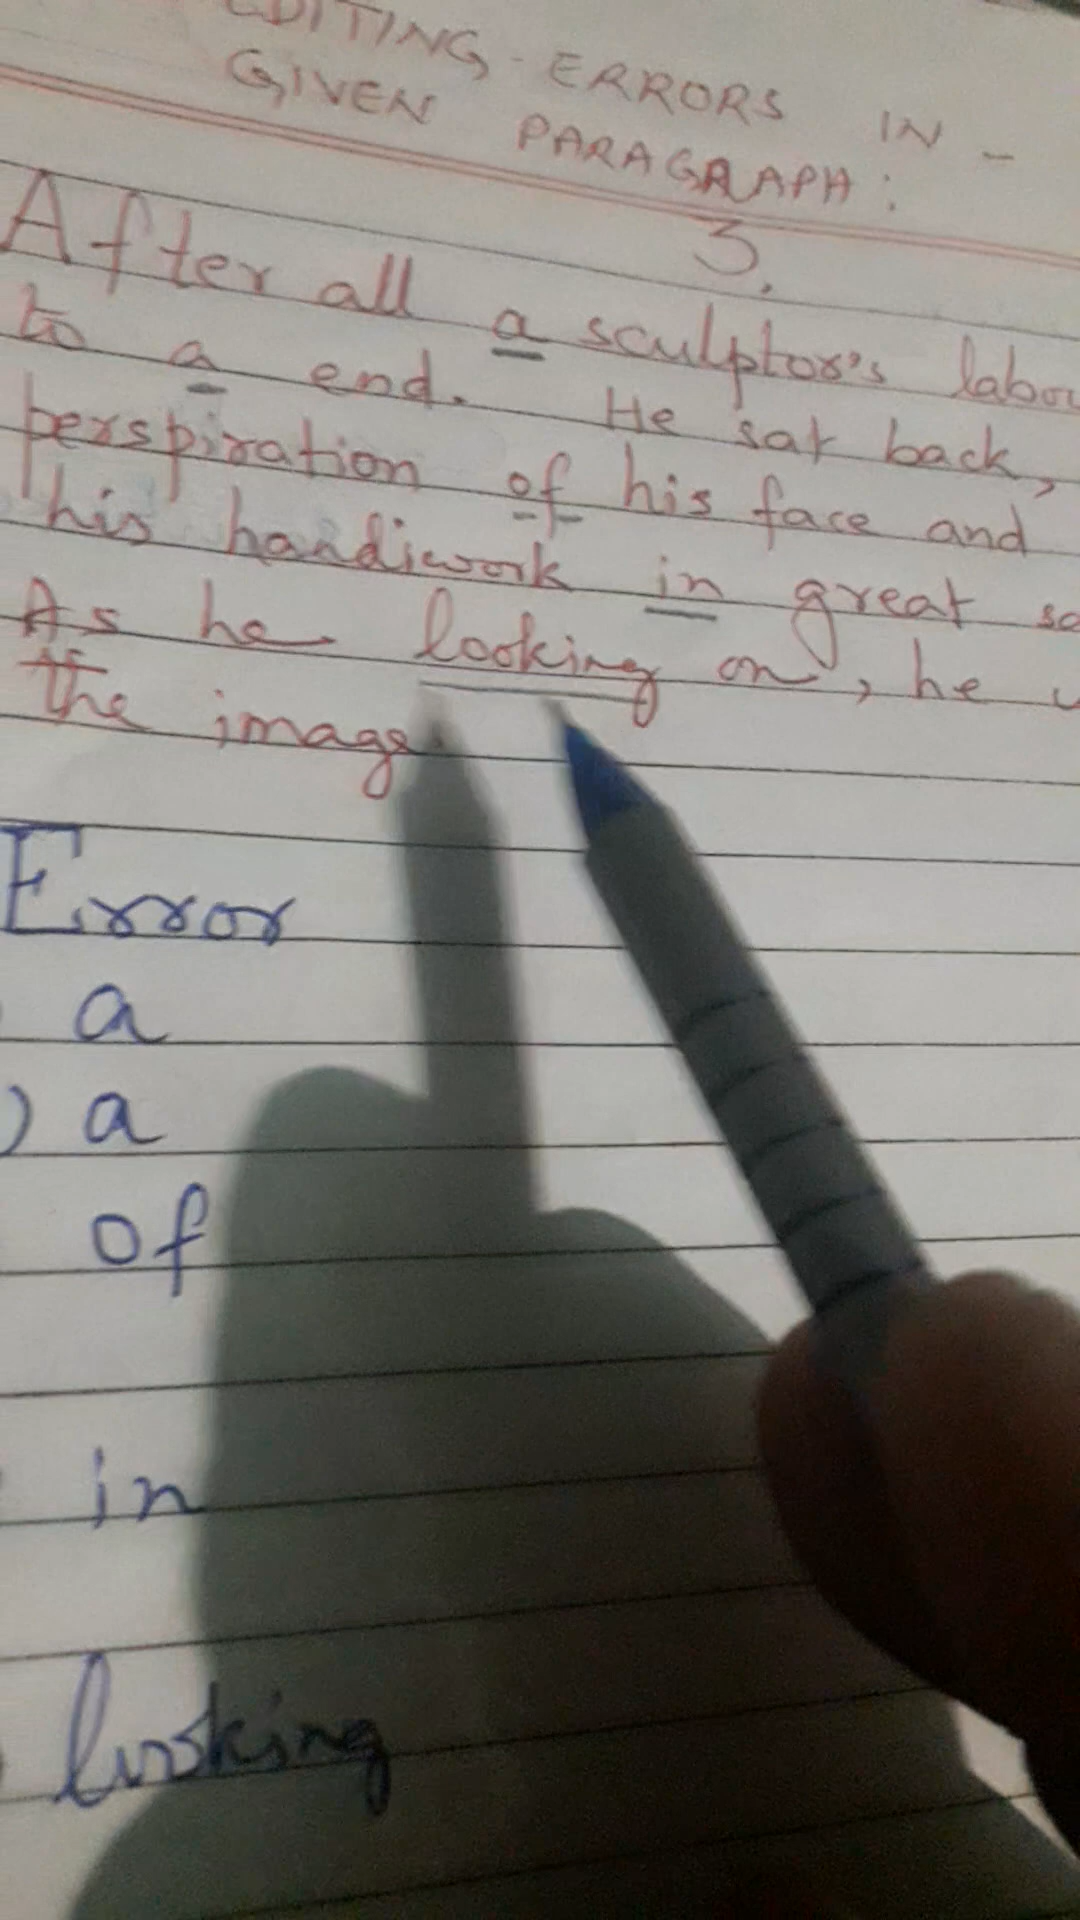 EDITING-ERRORS IN -
GIVEN PARAGRAPH:
3.
After all a sculptor's
to a end. He sat back,
perspiration of his face and
his handiwork in great
As he looking on, he
the image
Error
a
) a
of
in
looking